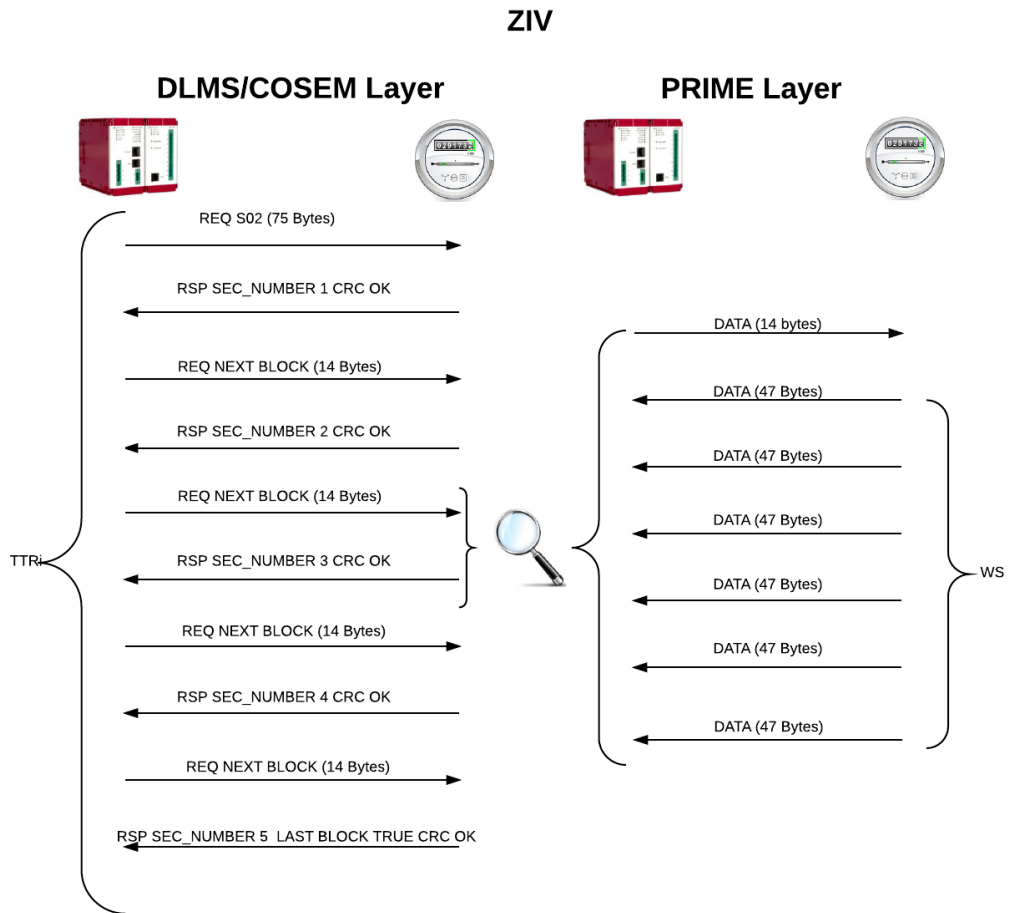 ZIV
DLMS/COSEM Layer
PRIME Layer
REQ S02 (75 Bytes)
RSP SEC_NUMBER 1 CRC OK
REQ NEXT BLOCK (14 Bytes)
RSP SEC_NUMBER 2 CRC OK
REQ NEXT BLOCK (14 Bytes)
RSP SEC_NUMBER 3 CRC OK
REQ NEXT BLOCK (14 Bytes)
RSP SEC_NUMBER 4 CRC OK
REQ NEXT BLOCK (14 Bytes)
RSP SEC_NUMBER 5 LAST BLOCK TRUE CRC OK
TTRi
DATA (14 bytes)
DATA (47 Bytes)
DATA (47 Bytes)
DATA (47 Bytes)
DATA (47 Bytes)
DATA (47 Bytes)
DATA (47 Bytes)
WS